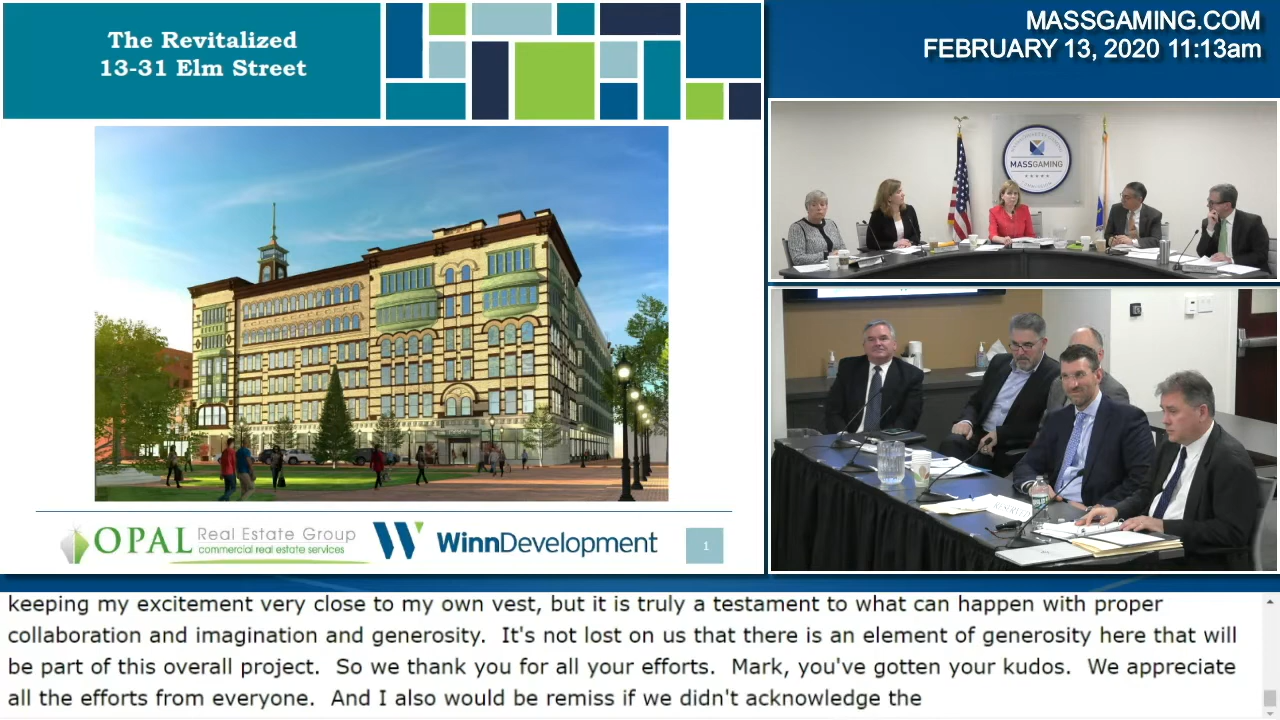 The Revitalized
13-31 Elm Street
MASSGAMING.COM
FEBRUARY 13, 2020 11:13am
MASSGAMING
RESERVED
OPAL Real Estate Group
commercial real estate services
WinnDevelopment
1
keeping my excitement very close to my own vest, but it is truly a testament to what can happen with proper
collaboration and imagination and generosity. It's not lost on us that there is an element of generosity here that will
be part of this overall project. So we thank you for all your efforts. Mark, you've gotten your kudos. We appreciate
all the efforts from everyone. And I also would be remiss if we didn't acknowledge the